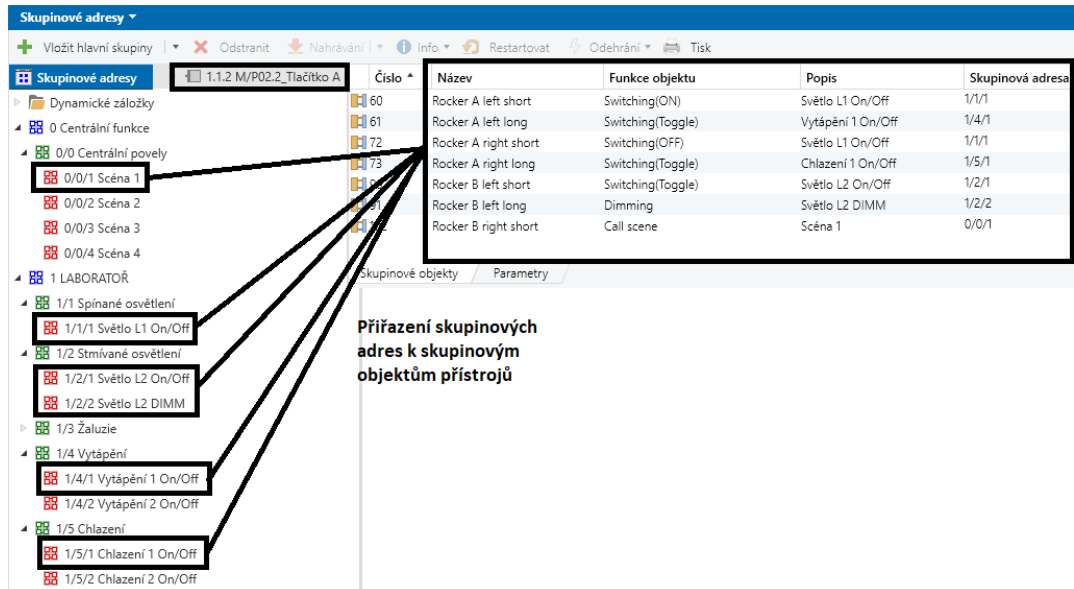 Skupinové adresy
Vložit hlavní skupiny Odstranit Nahrávání Info Restartovat Odehrání Tisk
Skupinové adresy 1.1.2 M/P02.2_Tlačítko A Číslo Název Funkce objektu Popis Skupinová adresa
Dynamické záložky
0 Centrální funkce
0/0 Centrální povely
0/0/1 Scéna 1
0/0/2 Scéna 2
0/0/3 Scéna 3
0/0/4 Scéna 4
1 LABORATOŘ
1/1 Spínané osvětlení
1/1/1 Světlo L1 On/Off
1/2 Stmívané osvětlení
1/2/1 Světlo L2 On/Off
1/2/2 Světlo L2 DIMM
1/3 Žaluzie
1/4 Vytápění
1/4/1 Vytápění 1 On/Off
1/4/2 Vytápění 2 On/Off
1/5 Chlazení
1/5/1 Chlazení 1 On/Off
1/5/2 Chlazení 2 On/Off
60 Rocker A left short Switching(ON) Světlo L1 On/Off 1/1/1
61 Rocker A left long Switching(Toggle) Vytápění 1 On/Off 1/4/1
72 Rocker A right short Switching(OFF) Světlo L1 On/Off 1/1/1
73 Rocker A right long Switching(Toggle) Chlazení 1 On/Off 1/5/1
Rocker B left short Switching(Toggle) Světlo L2 On/Off 1/2/1
Rocker B left long Dimming Světlo L2 DIMM 1/2/2
Rocker B right short Call scene Scéna 1 0/0/1
Skupinové objekty Parametry
Přiřazení skupinových
adres k skupinovým
objektům přístrojů